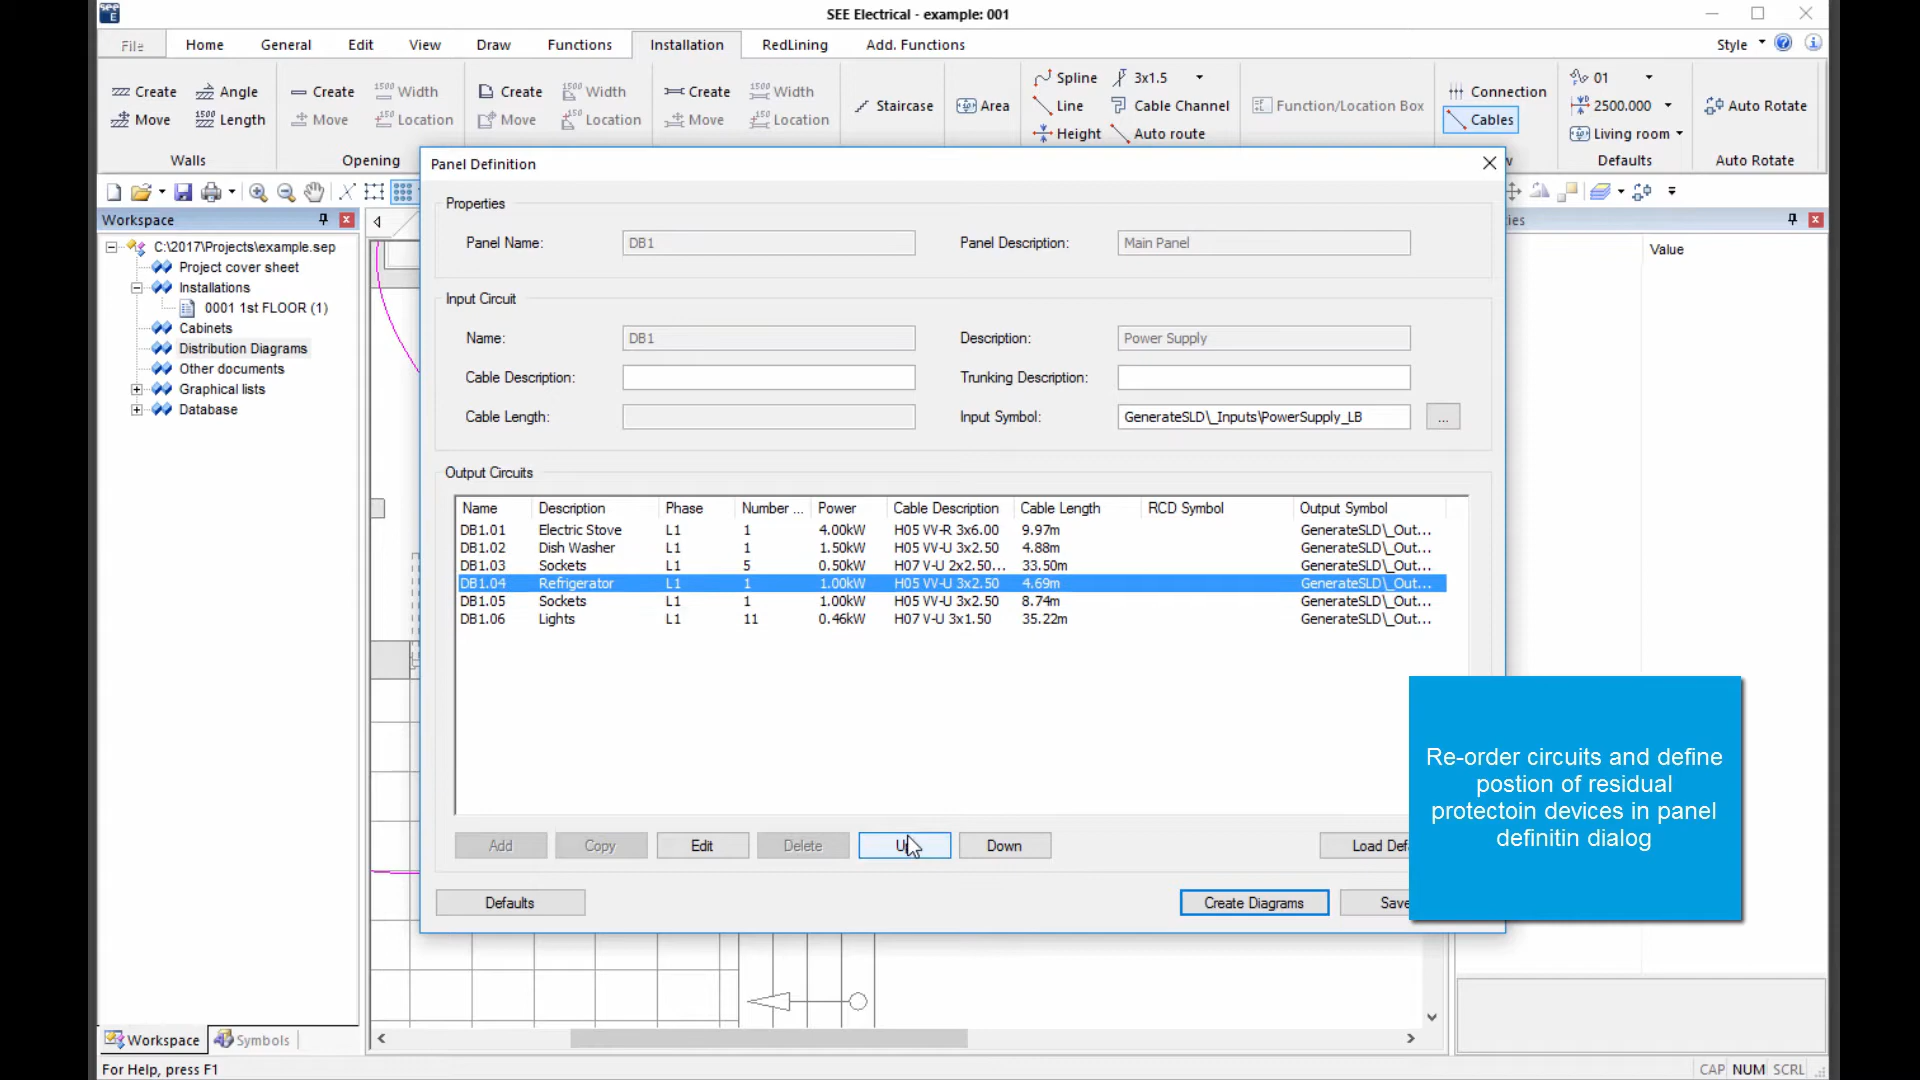 SEE Electrical - example: 001
File Home General Edit View Draw Functions Installation RedLining Add. Functions Style
Create Angle Create Width Create Width Create Width Staircase Area Spline 3x1.5 Function/Location Box Connection 01 Auto Rotate
Line Cable Channel 2500.000
Move Length Move Location Move Location Move Location Height Auto route Cables Living room
Walls Opening Defaults Auto Rotate
Workspace
C:\2017\Projects\example.sep
Project cover sheet
Installations
0001 1st FLOOR (1)
Cabinets
Distribution Diagrams
Other documents
Graphical lists
Database
Value
Panel Definition
Properties
Panel Name: DB1 Panel Description: Main Panel
Input Circuit
Name: DB1 Description: Power Supply
Cable Description: Trunking Description:
Cable Length: Input Symbol: GenerateSLD\_Inputs\PowerSupply_LB ...
Output Circuits
Name Description Phase Number ... Power Cable Description Cable Length RCD Symbol Output Symbol
DB1.01 Electric Stove L1 1 4.00kW H05 VV-R 3x6.00 9.97m GenerateSLD\_Out...
DB1.02 Dish Washer L1 1 1.50kW H05 VV-U 3x2.50 4.88m GenerateSLD\_Out...
DB1.03 Sockets L1 5 0.50kW H07 V-U 2x2.50... 33.50m GenerateSLD\_Out...
DB1.04 Refrigerator L1 1 1.00kW H05 VV-U 3x2.50 4.69m GenerateSLD\_Out...
DB1.05 Sockets L1 1 1.00kW H05 VV-U 3x2.50 8.74m GenerateSLD\_Out...
DB1.06 Lights L1 11 0.46kW H07 V-U 3x1.50 35.22m GenerateSLD\_Out...
Add Copy Edit Delete Up Down Load Def
Defaults Create Diagrams Save
Re-order circuits and define
postion of residual
protectoin devices in panel
definitin dialog
Workspace Symbols
For Help, press F1 CAP NUM SCRL